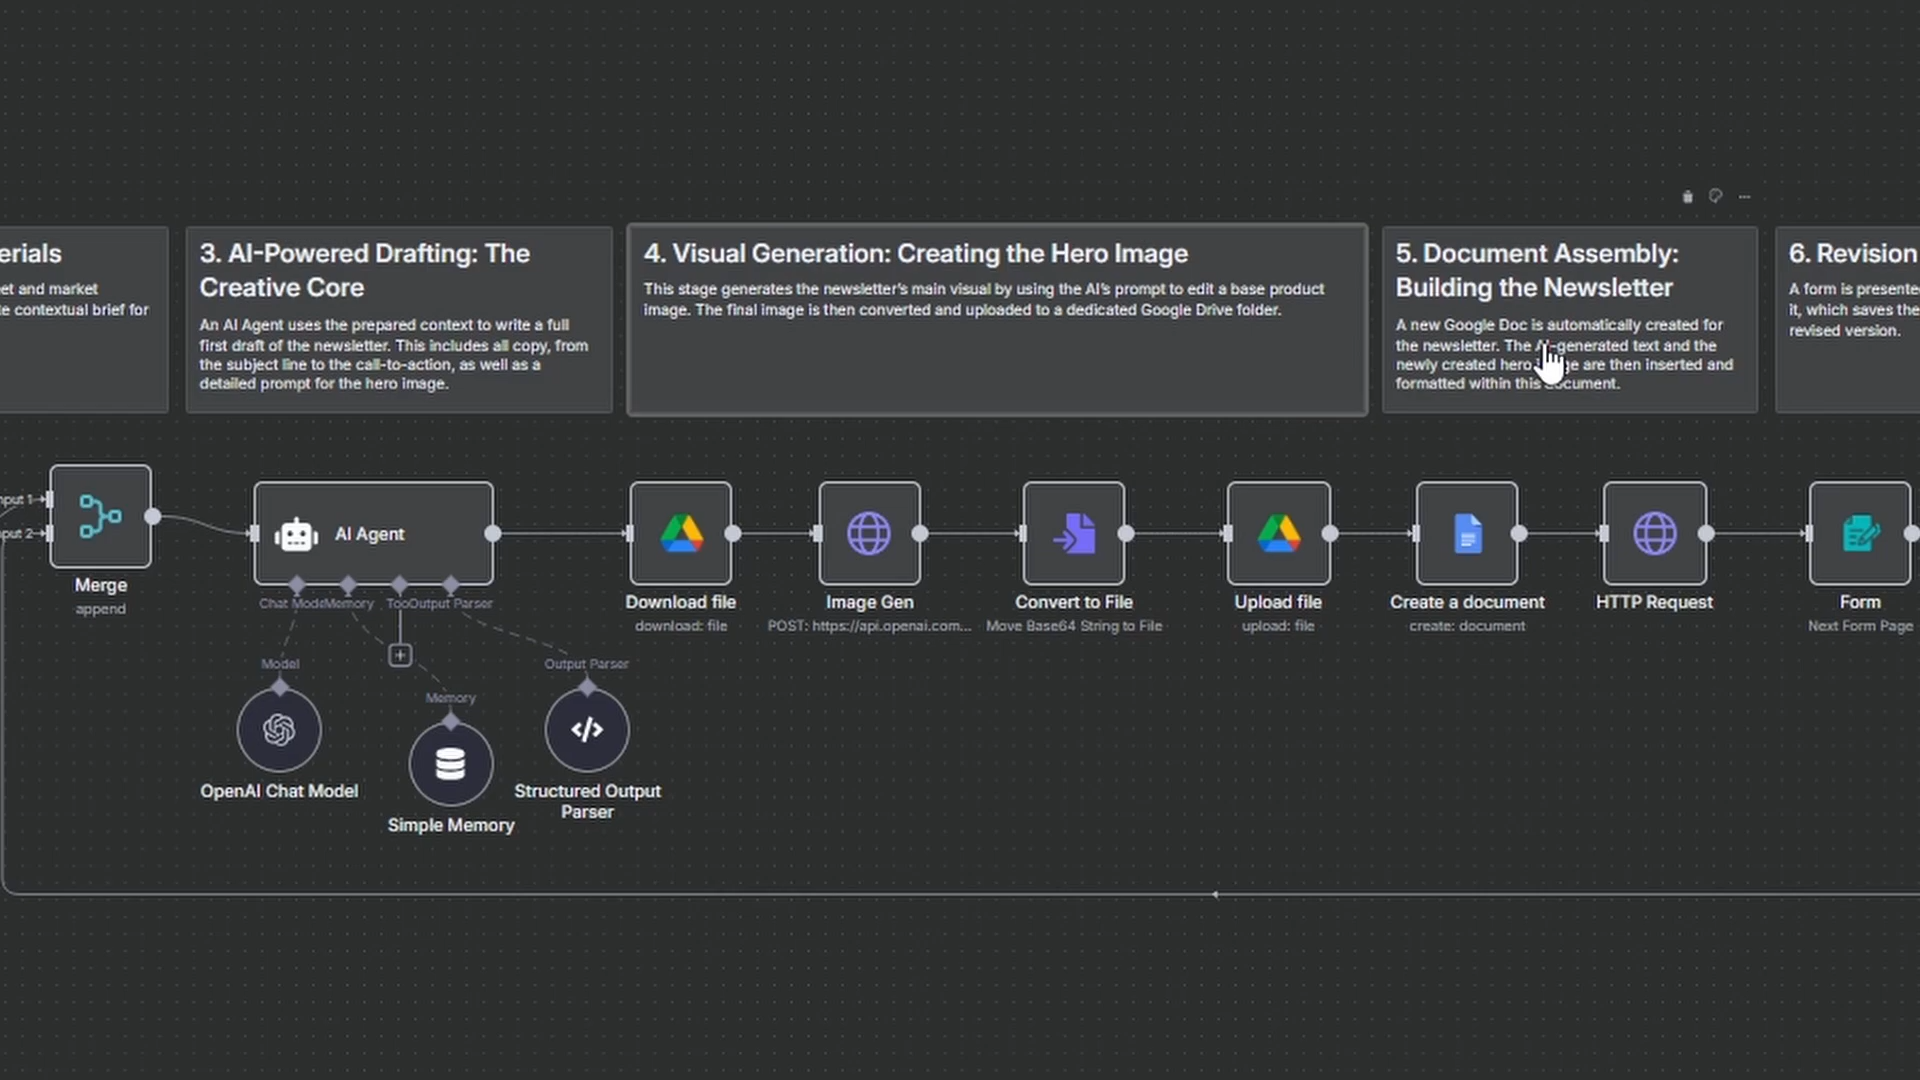 erials
et and market
te contextual brief for
3. AI-Powered Drafting: The
Creative Core
An AI Agent uses the prepared context to write a full
first draft of the newsletter. This includes all copy, from
the subject line to the call-to-action, as well as a
detailed prompt for the hero image.
4. Visual Generation: Creating the Hero Image
This stage generates the newsletter's main visual by using the AI's prompt to edit a base product
image. The final image is then converted and uploaded to a dedicated Google Drive folder.
5. Document Assembly:
Building the Newsletter
A new Google Doc is automatically created for
the newsletter. The AI-generated text and the
newly created hero are then inserted and
formatted within this document.
6. Revision
A form is presente
it, which saves the
revised version.
nput 1
nput 2
Merge
append
AI Agent
Chat Mode
Memory
Too
Output Parser
Model
OpenAI Chat Model
Memory
Simple Memory
Output Parser
Structured Output
Parser
Download file
download: file
Image Gen
POST: https://api.openai.com...
Convert to File
Move Base64 String to File
Upload file
upload: file
Create a document
create: document
HTTP Request
Form
Next Form Page